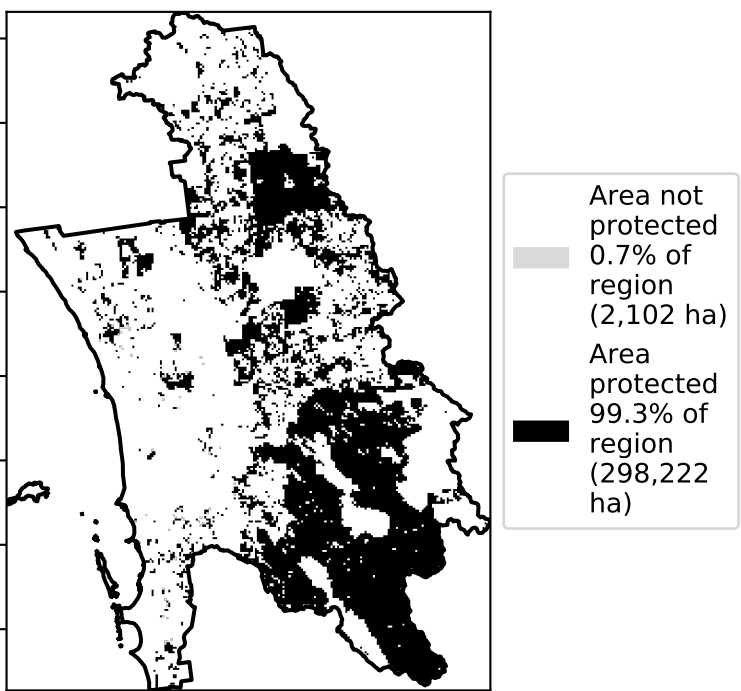 Area not
protected
0.7% of
region
(2,102 ha)
Area
protected
99.3% of
region
(298,222
ha)